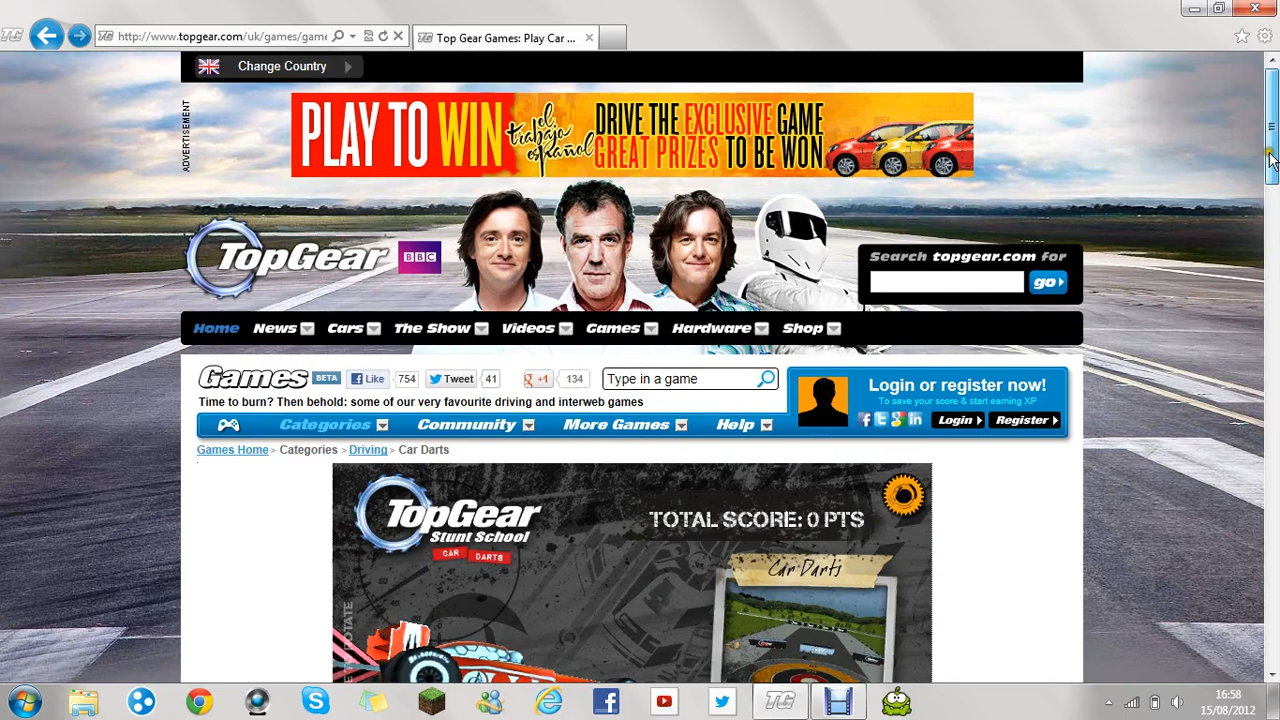 http://www.topgear.com/uk/games/game
Top Gear Games: Play Car ...
Change Country
ADVERTISEMENT
PLAY TO WIN
el trabajo español
DRIVE THE EXCLUSIVE GAME
GREAT PRIZES TO BE WON
TopGear
BBC
Search topgear.com for
go
Home News Cars The Show Videos Games Hardware Shop
Games BETA Like 754 Tweet 41 +1 134 Type in a game
Login or register now!
To save your score & start earning XP
Time to burn? Then behold: some of our very favourite driving and interweb games
Login Register
Categories Community More Games Help
Games Home > Categories > Driving > Car Darts
TopGear
Stunt School
CAR DARTS
TOTAL SCORE: 0 PTS
Car Darts
16:58
15/08/2012